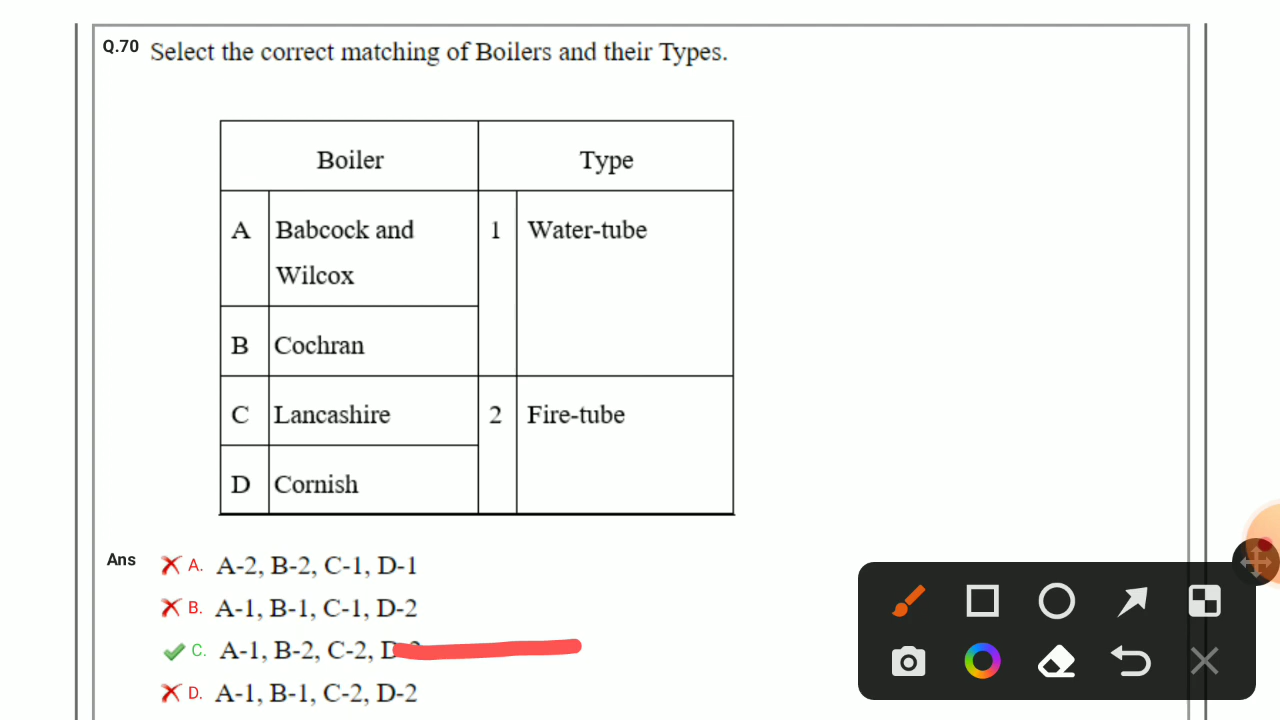 Q.70 Select the correct matching of Boilers and their Types.
Boiler Type
A Babcock and Wilcox 1 Water-tube
B Cochran
C Lancashire 2 Fire-tube
D Cornish
Ans A. A-2, B-2, C-1, D-1
B. A-1, B-1, C-1, D-2
C. A-1, B-2, C-2,
D. A-1, B-1, C-2, D-2